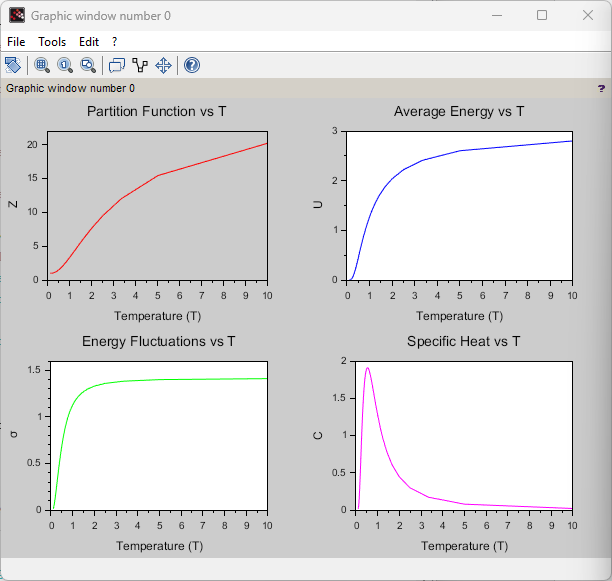 Graphic window number 0
File Tools Edit ?
Graphic window number 0 ?
Partition Function vs T
Z
20
15
10
5
0
0 1 2 3 4 5 6 7 8 9 10
Temperature (T)
Average Energy vs T
U
3
2
1
0
0 1 2 3 4 5 6 7 8 9 10
Temperature (T)
Energy Fluctuations vs T
σ
1.5
1
0.5
0
0 1 2 3 4 5 6 7 8 9 10
Temperature (T)
Specific Heat vs T
C
2
1.5
1
0.5
0
0 1 2 3 4 5 6 7 8 9 10
Temperature (T)